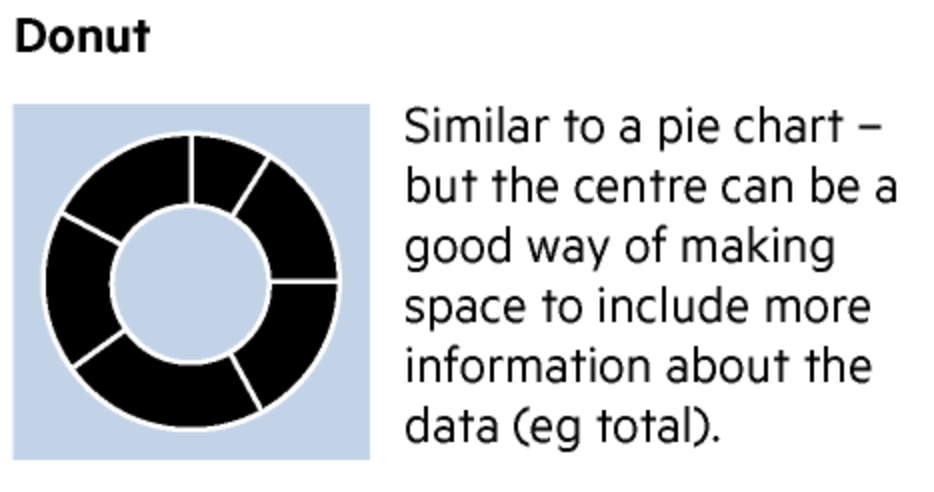 Donut
Similar to a pie chart –
but the centre can be a
good way of making
space to include more
information about the
data (eg total).